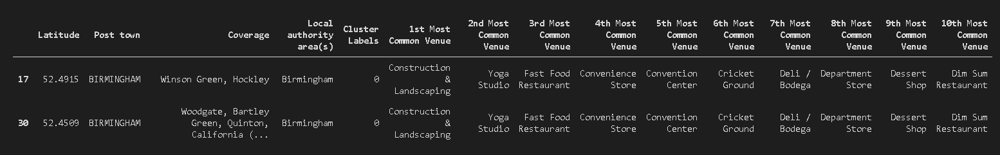 Latitude Post town Coverage Local authority area(s) Cluster Labels 1st Most Common Venue 2nd Most Common Venue 3rd Most Common Venue 4th Most Common Venue 5th Most Common Venue 6th Most Common Venue 7th Most Common Venue 8th Most Common Venue 9th Most Common Venue 10th Most Common Venue
17 52.4915 BIRMINGHAM Winson Green, Hockley Birmingham 0 Construction & Landscaping Yoga Studio Fast Food Restaurant Convenience Store Convention Center Cricket Ground Deli / Bodega Department Store Dessert Shop Dim Sum Restaurant
30 52.4509 BIRMINGHAM Woodgate, Bartley Green, Quinton, California (... Birmingham 0 Construction & Landscaping Yoga Studio Fast Food Restaurant Convenience Store Convention Center Cricket Ground Deli / Bodega Department Store Dessert Shop Dim Sum Restaurant